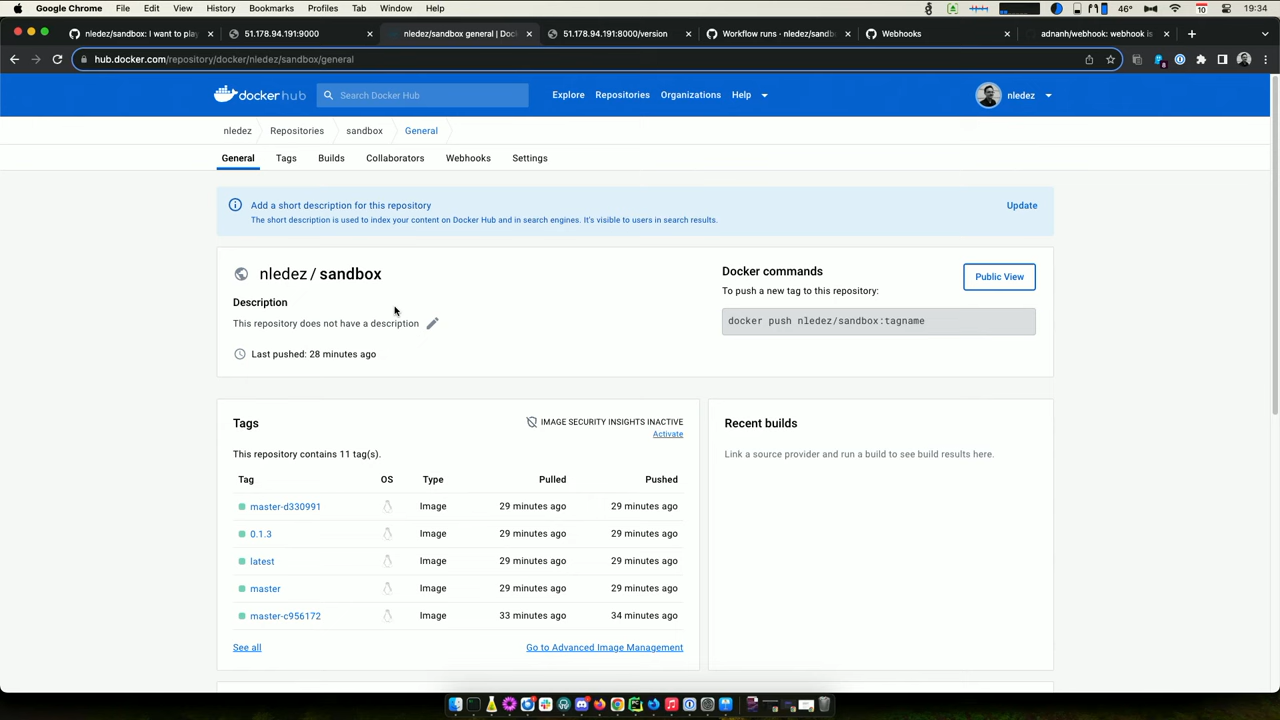 Google Chrome File Edit View History Bookmarks Profiles Tab Window Help 46° 10 19:34
nledez/sandbox: I want to play
51.178.94.191:9000
nledez/sandbox general | Dock
51.178.94.191:8000/version
Workflow runs · nledez/sandb
Webhooks
adnanh/webhook: webhook is
hub.docker.com/repository/docker/nledez/sandbox/general
dockerhub
Search Docker Hub
Explore Repositories Organizations Help
nledez
nledez Repositories sandbox General
General Tags Builds Collaborators Webhooks Settings
Add a short description for this repository
Update
The short description is used to index your content on Docker Hub and in search engines. It's visible to users in search results.
nledez / sandbox
Description
This repository does not have a description
Last pushed: 28 minutes ago
Docker commands
Public View
To push a new tag to this repository:
docker push nledez/sandbox:tagname
Tags
IMAGE SECURITY INSIGHTS INACTIVE
Activate
This repository contains 11 tag(s).
Tag OS Type Pulled Pushed
master-d330991 Image 29 minutes ago 29 minutes ago
0.1.3 Image 29 minutes ago 29 minutes ago
latest Image 29 minutes ago 29 minutes ago
master Image 29 minutes ago 29 minutes ago
master-c956172 Image 33 minutes ago 34 minutes ago
See all
Go to Advanced Image Management
Recent builds
Link a source provider and run a build to see build results here.